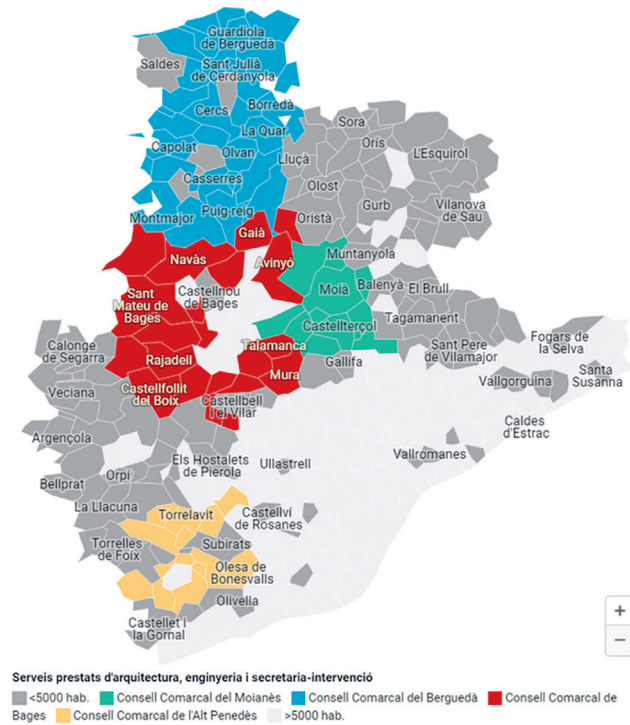 Guardiola
de Berguedà
Saldes
Sant Julià
de Cerdanyola
Cercs
Borredà
Sora
La Quar
Orís
Capolat
Olvan
Lluçà
L'Esquirol
Casserres
Olost
Gurb
Vilanova
de Sau
Montmajor
Puig-reig
Oristà
Gaià
Muntanyola
Navàs
Avinyó
Castellnou
de Bages
Moià
Balenyà
El Brull
Sant
Mateu de
Bages
Castellterçol
Tagamanent
Calonge
de Segarra
Rajadell
Talamanca
Sant Pere
de Vilamajor
Fogars de
la Selva
Mura
Gallifa
Castellfollit
del Boix
Veciana
Castellbell
i el Vilar
Vallgorguina
Santa
Susanna
Argençola
Caldes
d'Estrac
Els Hostalets
de Pierola
Ullastrell
Vallromanes
Orpí
Bellprat
La Llacuna
Torrelavit
Castellví
de Rosanes
Torrelles
de Foix
Subirats
Olesa de
Bonesvalls
Olivella
Castellet i
la Gornal
+
−
Serveis prestats d'arquitectura, enginyeria i secretaria-intervenció
<5000 hab. Consell Comarcal del Moianès Consell Comarcal del Berguedà Consell Comarcal de
Bages Consell Comarcal de l'Alt Penedès >5000 hab.